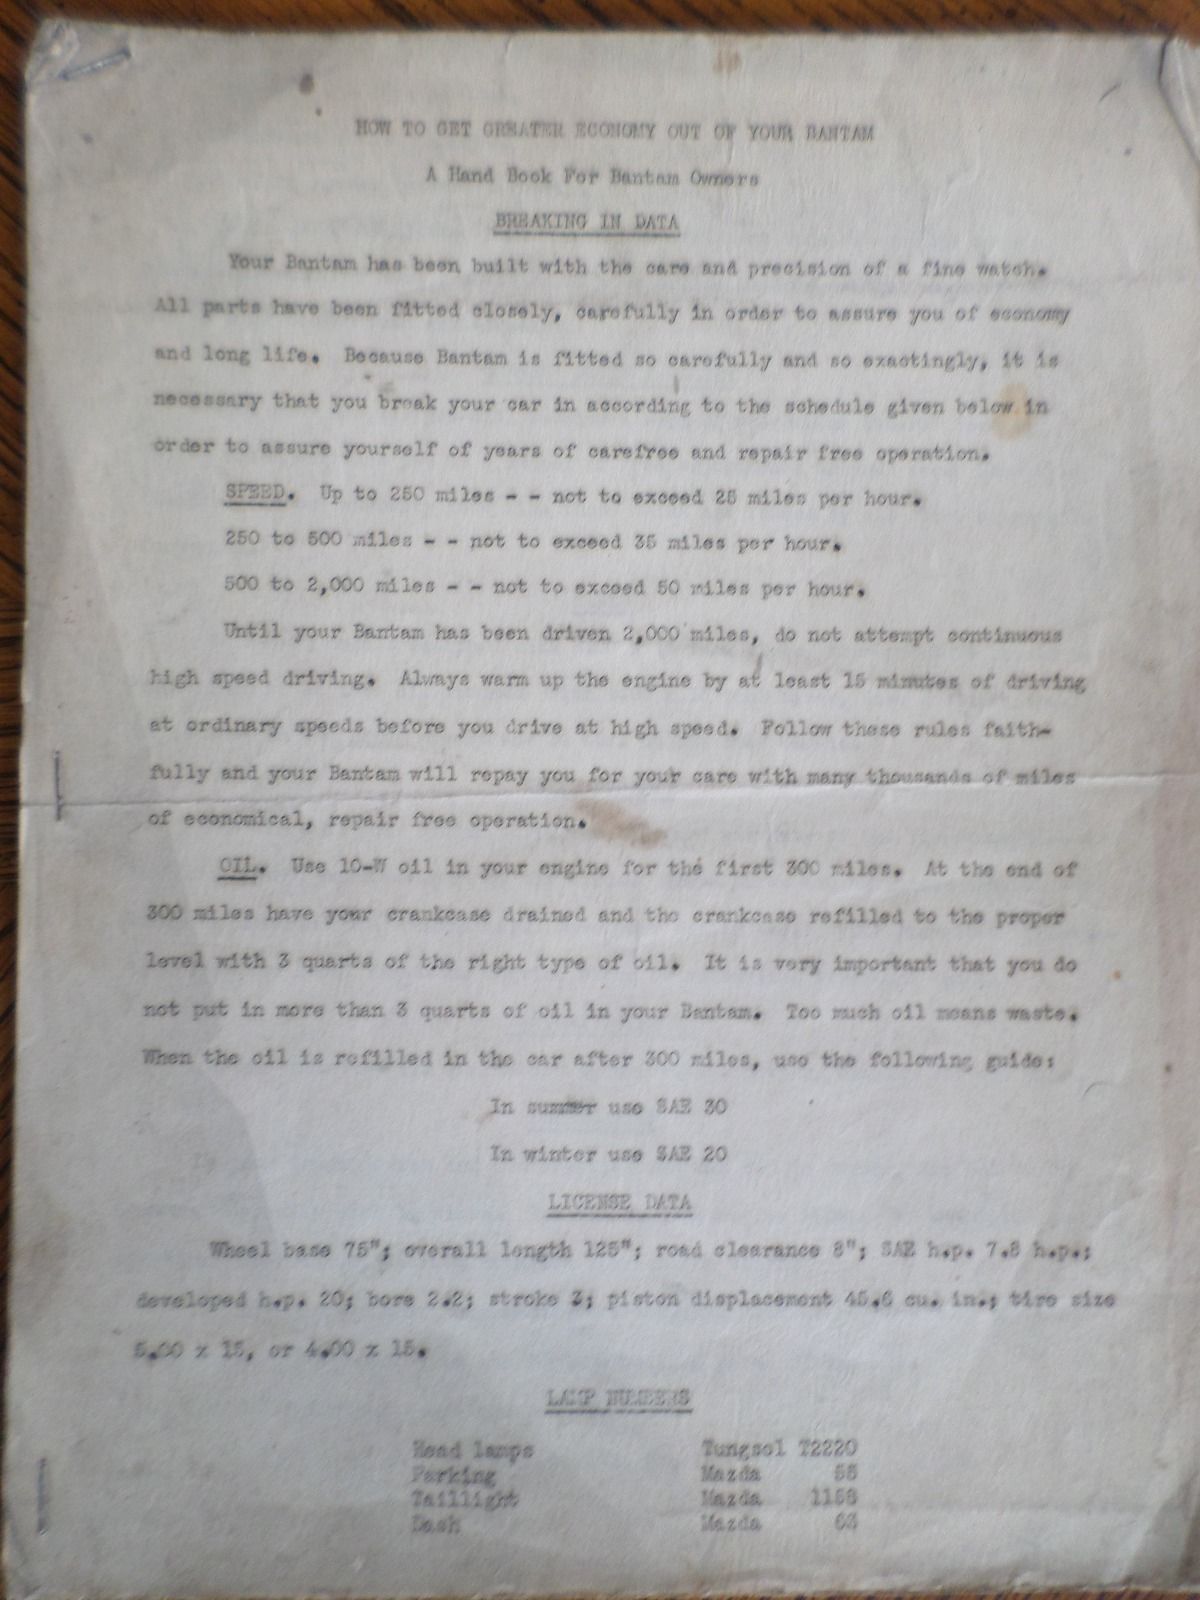 HOW TO GET GREATER ECONOMY OUT OF YOUR BANTAM
A Hand Book For Bantam Owners
BREAKING IN DATA
Your Bantam has been built with the care and precision of a fine watch.
All parts have been fitted closely, carefully in order to assure you of economy
and long life. Because Bantam is fitted so carefully and so exactingly, it is
necessary that you break your car in according to the schedule given below in
order to assure yourself of years of carefree and repair free operation.
SPEED. Up to 250 miles - - not to exceed 25 miles per hour.
250 to 500 miles - - not to exceed 35 miles per hour.
500 to 2,000 miles - - not to exceed 50 miles per hour.
Until your Bantam has been driven 2,000 miles, do not attempt continuous
high speed driving. Always warm up the engine by at least 15 minutes of driving
at ordinary speeds before you drive at high speed. Follow these rules faith-
fully and your Bantam will repay you for your care with many thousands of miles
of economical, repair free operation.
OIL. Use 10-W oil in your engine for the first 300 miles. At the end of
300 miles have your crankcase drained and the crankcase refilled to the proper
level with 3 quarts of the right type of oil. It is very important that you do
not put in more than 3 quarts of oil in your Bantam. Too much oil means waste.
When the oil is refilled in the car after 300 miles, use the following guide:
In summer use SAE 30
In winter use SAE 20
LICENSE DATA
Wheel base 75"; overall length 125"; road clearance 8"; SAE h.p. 7.8 h.p.;
developed h.p. 20; bore 2.2; stroke 3; piston displacement 45.6 cu. in.; tire size
5.00 x 15, or 4.00 x 15.
LAMP NUMBERS
Head lamps Tungsol T2220
Parking Mazda 55
Taillight Mazda 1158
Dash Mazda 63